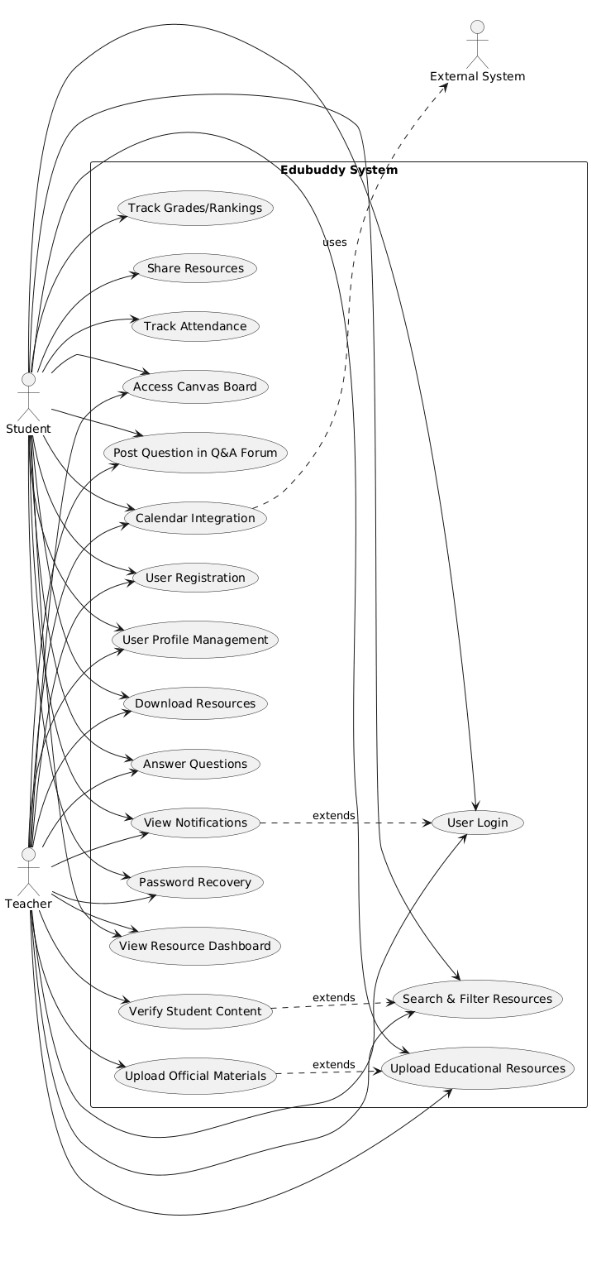 External System
Edubuddy System
Track Grades/Rankings
uses
Share Resources
Track Attendance
Access Canvas Board
Student
Post Question in Q&A Forum
Calendar Integration
User Registration
User Profile Management
Download Resources
Answer Questions
View Notifications
extends
User Login
Password Recovery
Teacher
View Resource Dashboard
Verify Student Content
extends
Search & Filter Resources
Upload Official Materials
extends
Upload Educational Resources